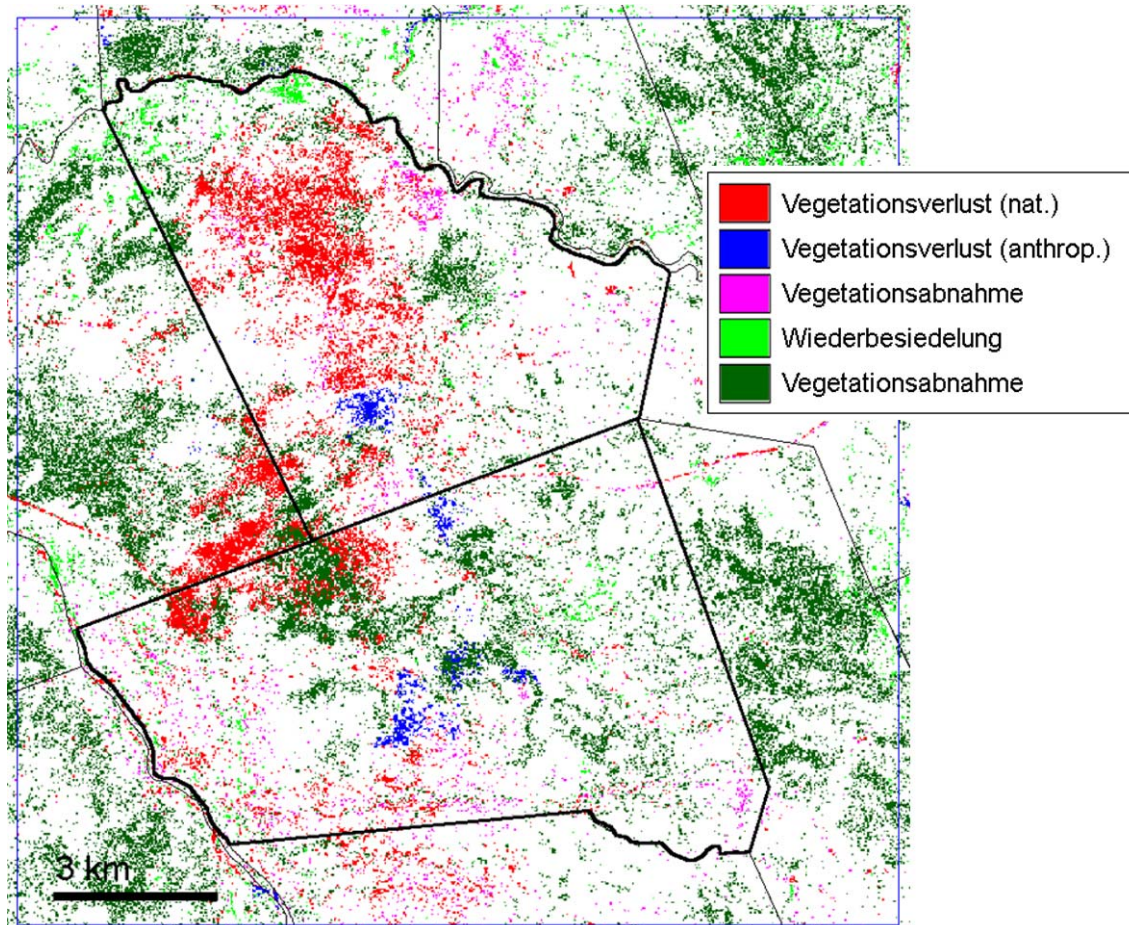 Vegetationsverlust (nat.)
Vegetationsverlust (anthrop.)
Vegetationsabnahme
Wiederbesiedelung
Vegetationsabnahme
3 km